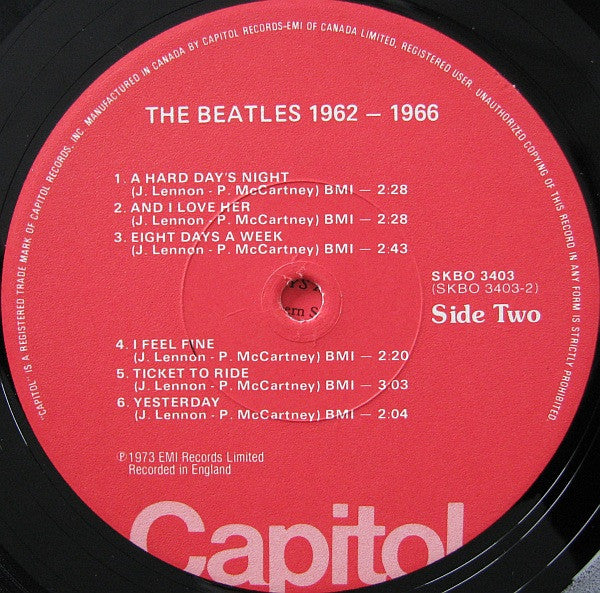 "CAPITOL" IS A REGISTERED TRADE MARK OF CAPITOL RECORDS, INC. MANUFACTURED IN CANADA BY CAPITOL RECORDS-EMI OF CANADA LIMITED, REGISTERED USER. UNAUTHORIZED COPYING OF THIS RECORD IN ANY FORM IS STRICTLY PROHIBITED
THE BEATLES 1962 – 1966
1. A HARD DAY'S NIGHT
(J. Lennon - P. McCartney) BMI — 2:28
2. AND I LOVE HER
(J. Lennon - P. McCartney) BMI — 2:28
3. EIGHT DAYS A WEEK
(J. Lennon - P. McCartney) BMI — 2:43
SKBO 3403
(SKBO 3403-2)
Side Two
4. I FEEL FINE
(J. Lennon - P. McCartney) BMI — 2:20
5. TICKET TO RIDE
(J. Lennon - P. McCartney) BMI — 3:03
6. YESTERDAY
(J. Lennon - P. McCartney) BMI — 2:04
℗ 1973 EMI Records Limited
Recorded in England
Capitol